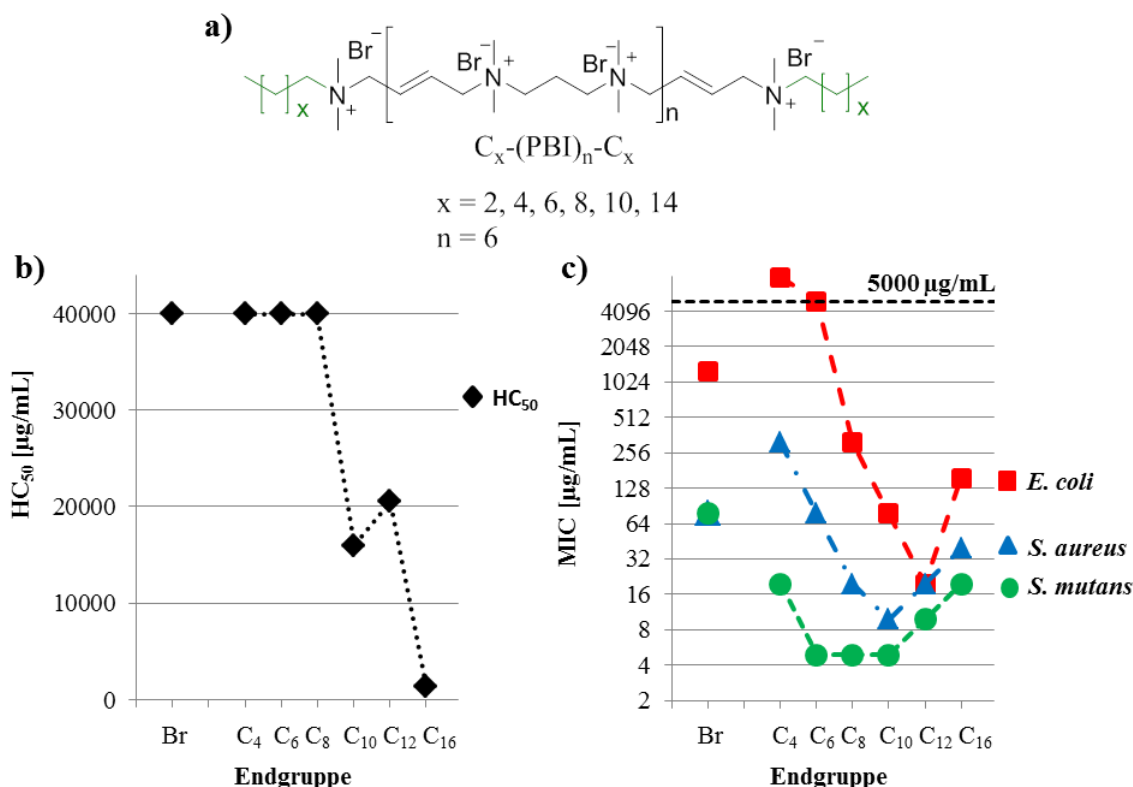 a)
Br⁻ Br⁻ Br⁻ Br⁻
N⁺ N⁺ N⁺ N⁺
x n x
Cₓ-(PBI)ₙ-Cₓ
x = 2, 4, 6, 8, 10, 14
n = 6
b)
HC₅₀ [µg/mL]
40000
30000
20000
10000
0
Br C₄ C₆ C₈ C₁₀ C₁₂ C₁₆
Endgruppe
HC₅₀
c)
MIC [µg/mL]
5000 µg/mL
4096
2048
1024
512
256
128
64
32
16
8
4
2
Br C₄ C₆ C₈ C₁₀ C₁₂ C₁₆
Endgruppe
E. coli
S. aureus
S. mutans